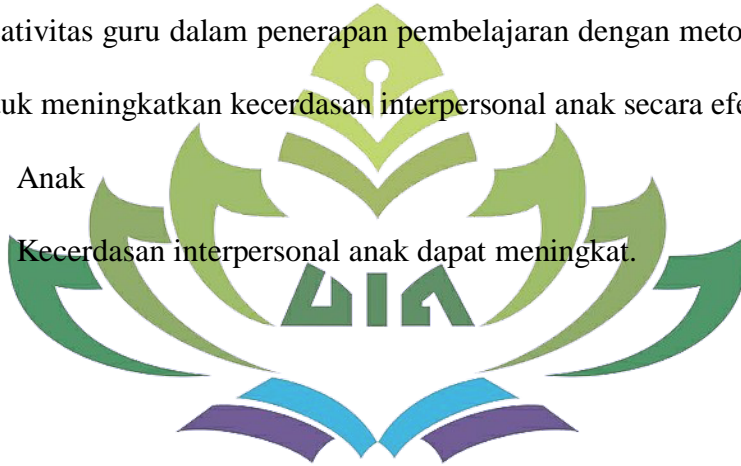 ativitas guru dalam penerapan pembelajaran dengan meto
uk meningkatkan kecerdasan interpersonal anak secara efe
Anak
Kecerdasan interpersonal anak dapat meningkat.
UIN